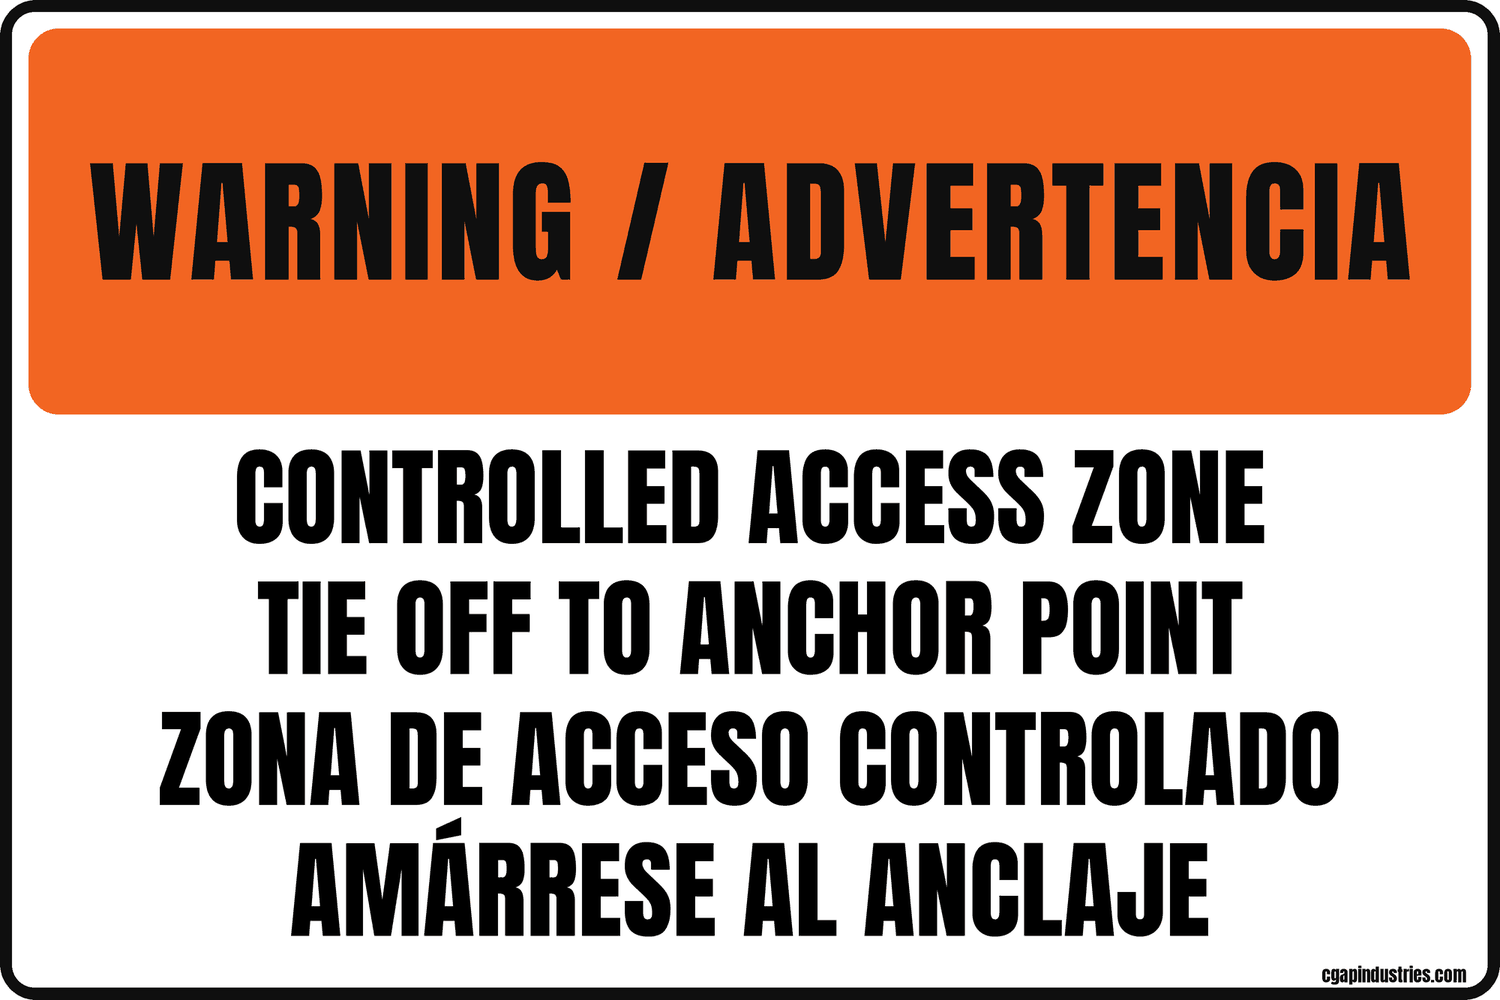 WARNING / ADVERTENCIA
CONTROLLED ACCESS ZONE
TIE OFF TO ANCHOR POINT
ZONA DE ACCESO CONTROLADO
AMÁRRESE AL ANCLAJE
cgapindustries.com